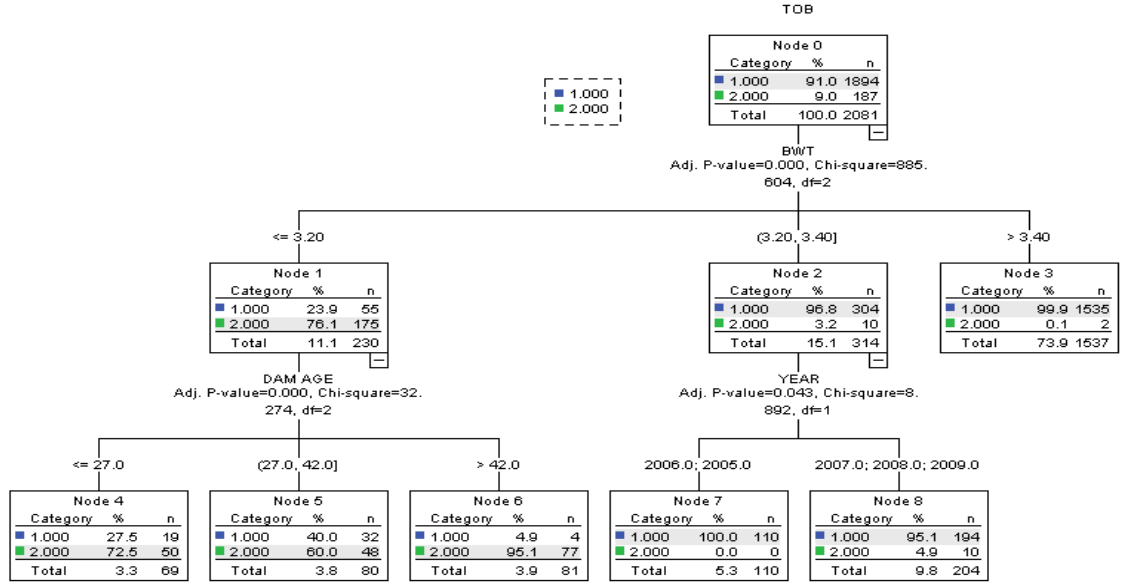 TOB
Node 0
Category % n
1.000 91.0 1894
2.000 9.0 187
Total 100.0 2081
1.000
2.000
BWT
Adj. P-value=0.000, Chi-square=885.
604, df=2
<= 3.20
(3.20, 3.40]
> 3.40
Node 1
Category % n
1.000 23.9 55
2.000 76.1 175
Total 11.1 230
Node 2
Category % n
1.000 96.8 304
2.000 3.2 10
Total 15.1 314
Node 3
Category % n
1.000 99.9 1535
2.000 0.1 2
Total 73.9 1537
DAM AGE
Adj. P-value=0.000, Chi-square=32.
274, df=2
YEAR
Adj. P-value=0.043, Chi-square=8.
892, df=1
<= 27.0
(27.0, 42.0]
> 42.0
2006.0; 2005.0
2007.0; 2008.0; 2009.0
Node 4
Category % n
1.000 27.5 19
2.000 72.5 50
Total 3.3 69
Node 5
Category % n
1.000 40.0 32
2.000 60.0 48
Total 3.8 80
Node 6
Category % n
1.000 4.9 4
2.000 95.1 77
Total 3.9 81
Node 7
Category % n
1.000 100.0 110
2.000 0.0 0
Total 5.3 110
Node 8
Category % n
1.000 95.1 194
2.000 4.9 10
Total 9.8 204